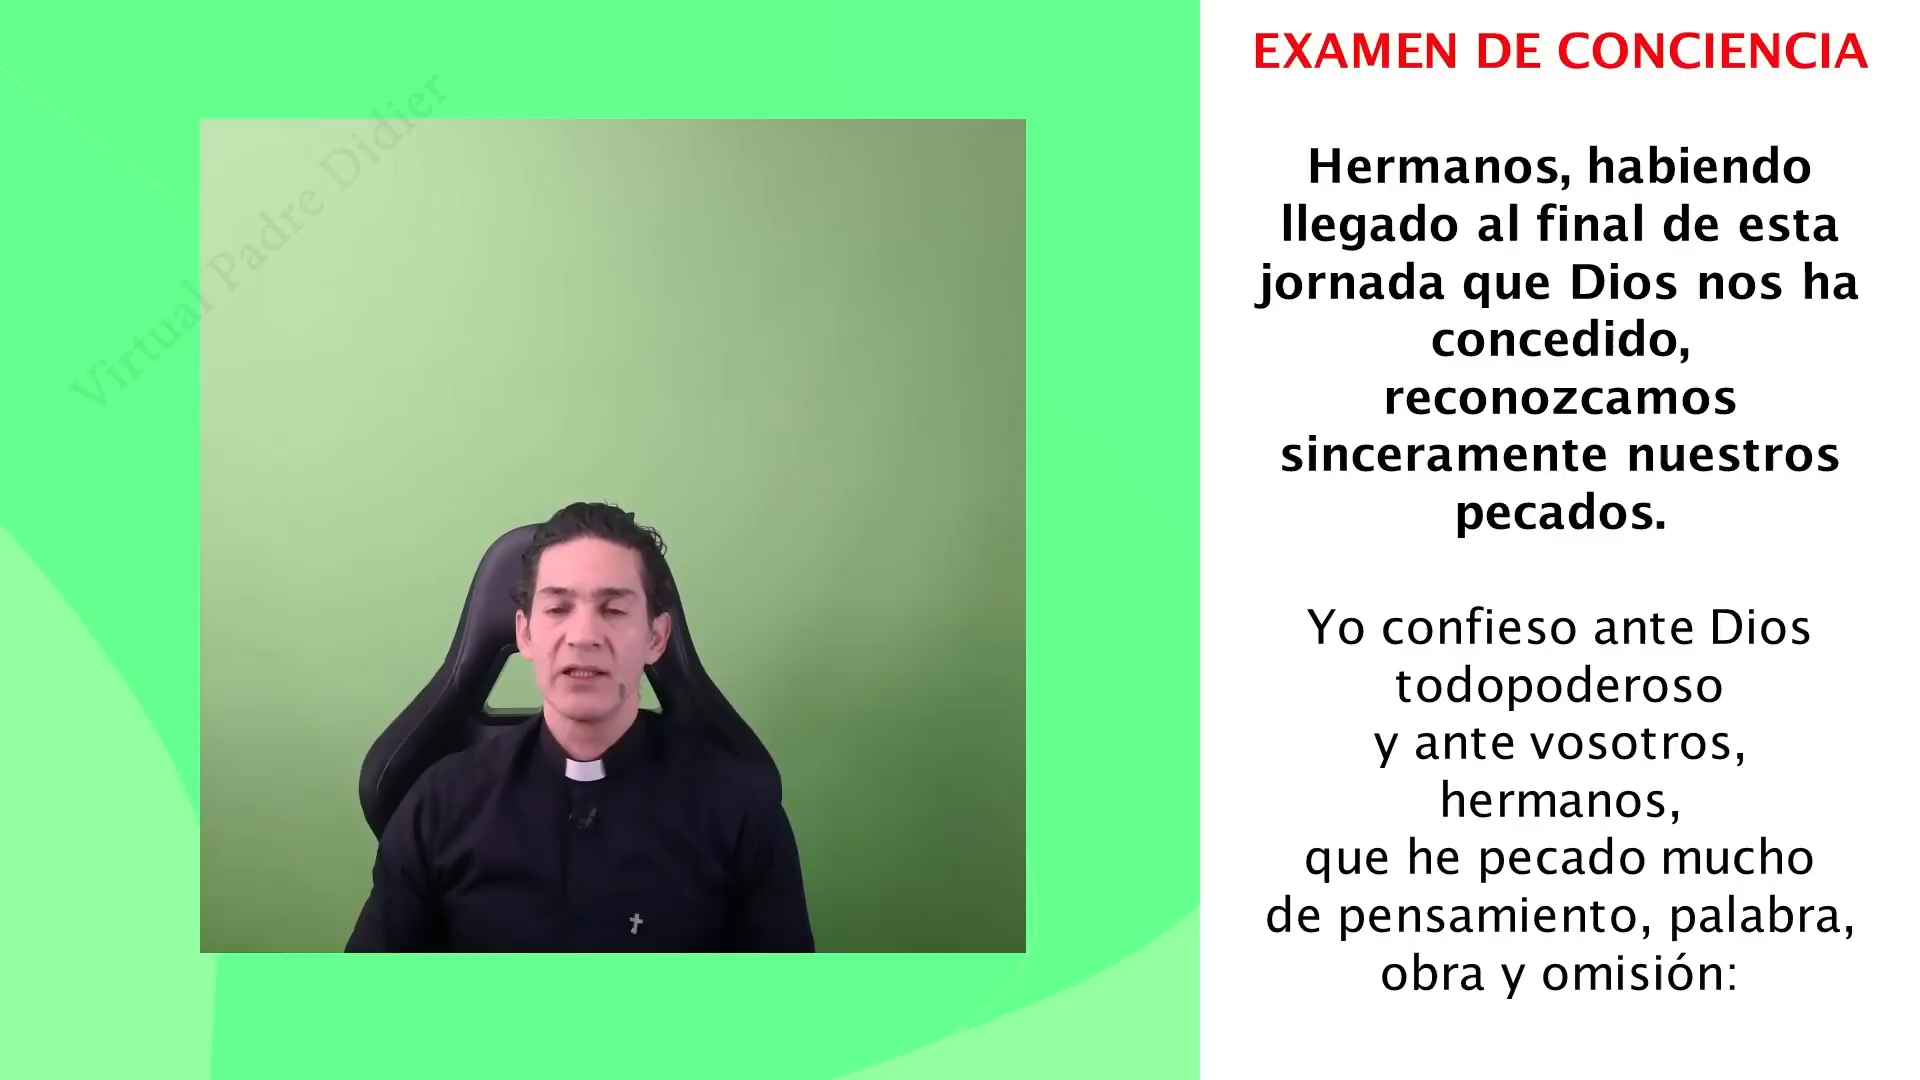 Virtual Padre Didier
EXAMEN DE CONCIENCIA
Hermanos, habiendo
llegado al final de esta
jornada que Dios nos ha
concedido,
reconozcamos
sinceramente nuestros
pecados.
Yo confieso ante Dios
todopoderoso
y ante vosotros,
hermanos,
que he pecado mucho
de pensamiento, palabra,
obra y omisión: